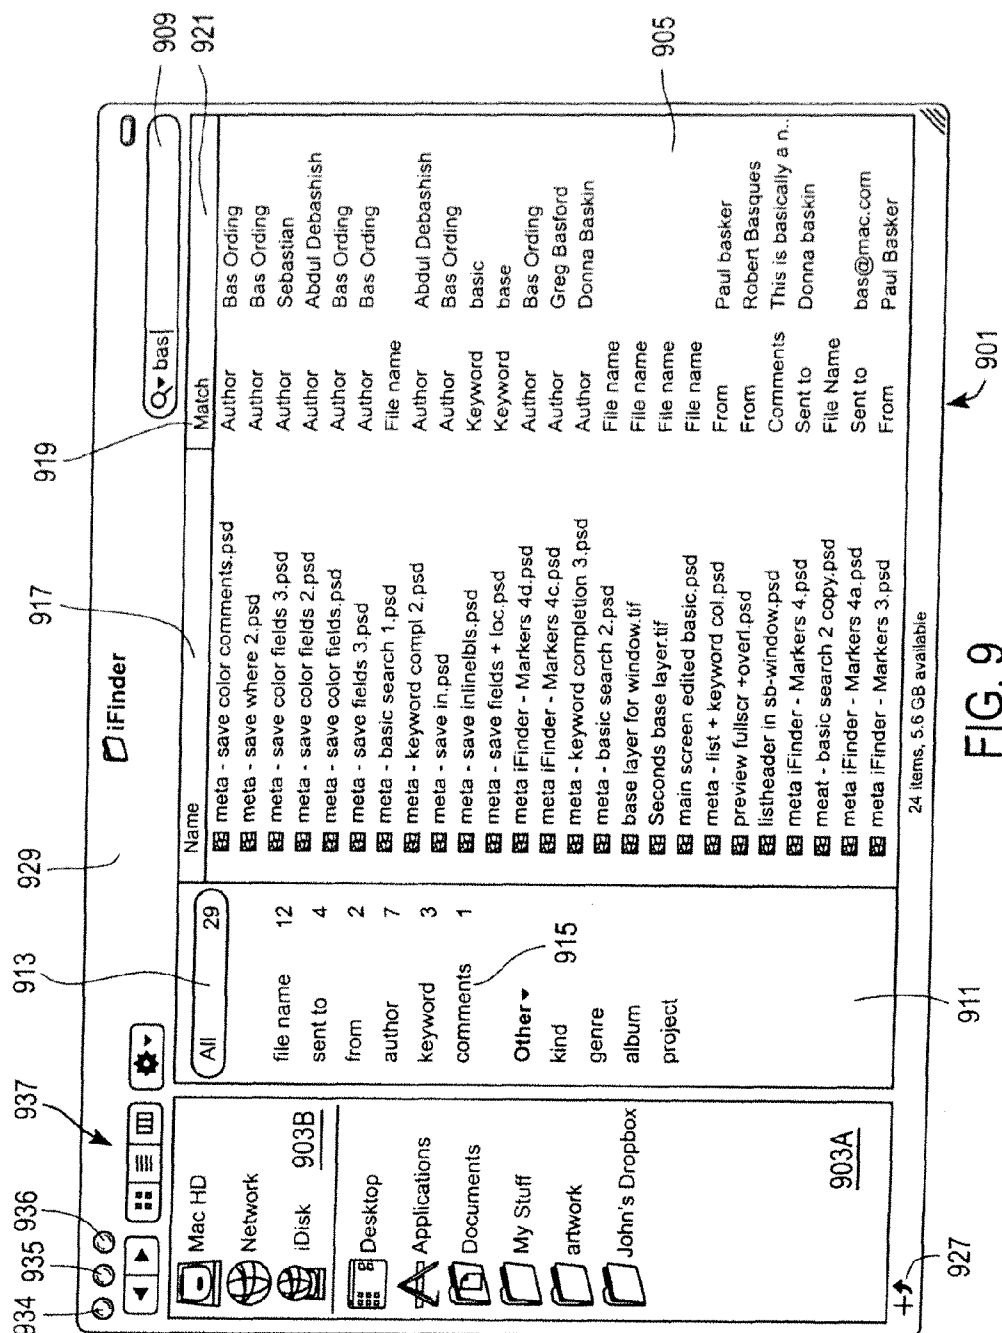 934
935
936
937
913
929
917
919
909
921
iFinder
bas
Mac HD
Network
iDisk
903B
Desktop
Applications
Documents
My Stuff
artwork
John's Dropbox
903A
All 29
file name 12
sent to 4
from 2
author 7
keyword 3
comments 1
915
Other
kind
genre
album
project
Name Match
meta - save color comments.psd Author Bas Ording
meta - save where 2.psd Author Bas Ording
meta - save color fields 3.psd Author Sebastian
meta - save color fields 2.psd Author Abdul Debashish
meta - save color fields.psd Author Bas Ording
meta - save fields 3.psd Author Bas Ording
meta - basic search 1.psd File name
meta - keyword compl 2.psd Author Abdul Debashish
meta - save in.psd Author Bas Ording
meta - save inlinelbls.psd Keyword basic
meta - save fields + loc.psd Keyword base
meta iFinder - Markers 4d.psd Author Bas Ording
meta iFinder - Markers 4c.psd Author Greg Basford
meta - keyword completion 3.psd Author Donna Baskin
meta - basic search 2.psd File name
base layer for window.tif File name
Seconds base layer.tif File name
main screen edited basic.psd File name
meta - list + keyword col.psd From Paul basker
preview fullscr +overl.psd From Robert Basques
listheader in sb-window.psd Comments This is basically a n..
meta iFinder - Markers 4.psd Sent to Donna baskin
meat - basic search 2 copy.psd File Name
meta iFinder - Markers 4a.psd Sent to bas@mac.com
meta iFinder - Markers 3.psd From Paul Basker
905
24 items, 5.6 GB available
927
911
901
FIG. 9